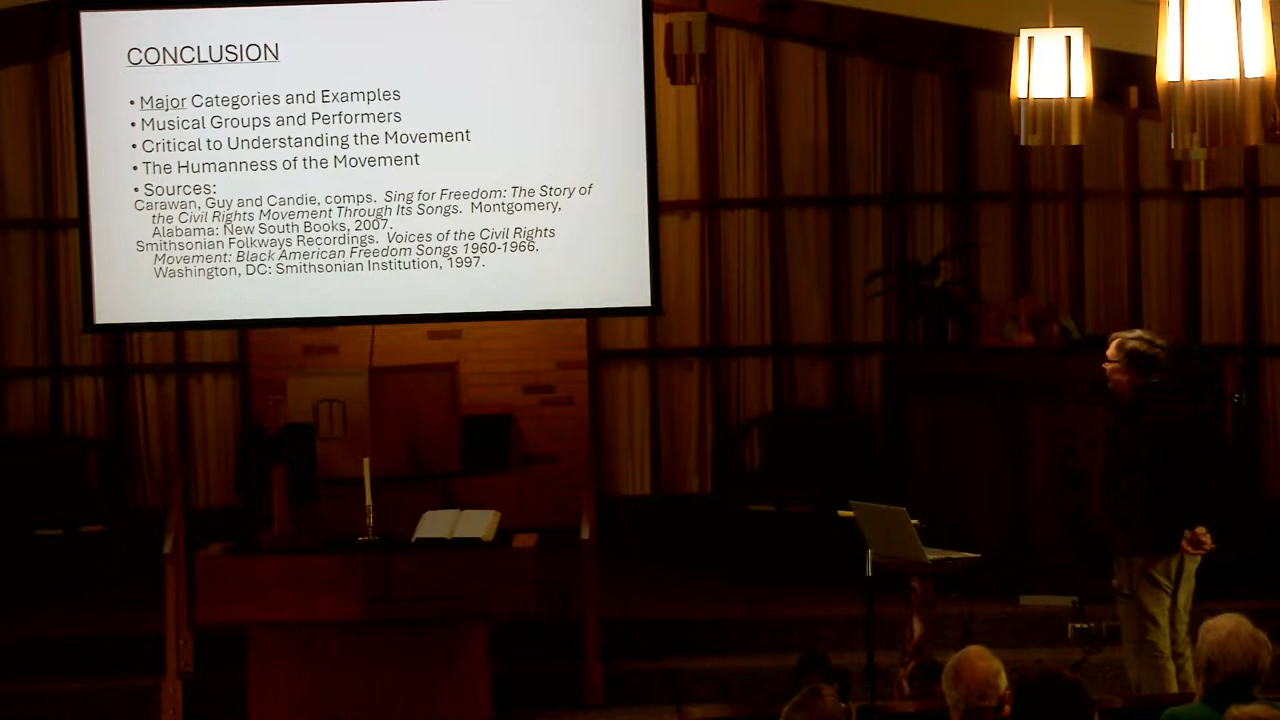 CONCLUSION
• Major Categories and Examples
• Musical Groups and Performers
• Critical to Understanding the Movement
• The Humanness of the Movement
• Sources:
Carawan, Guy and Candie, comps. Sing for Freedom: The Story of
the Civil Rights Movement Through Its Songs. Montgomery,
Alabama: New South Books, 2007.
Smithsonian Folkways Recordings. Voices of the Civil Rights
Movement: Black American Freedom Songs 1960-1966.
Washington, DC: Smithsonian Institution, 1997.